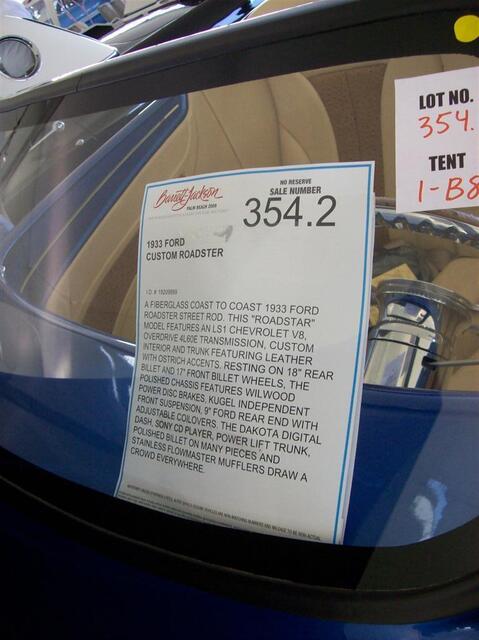 LOT NO.
354.
TENT
1-B8
Barrett-Jackson
PALM BEACH 2008
NO RESERVE
SALE NUMBER
354.2
1933 FORD
CUSTOM ROADSTER
A FIBERGLASS COAST TO COAST 1933 FORD
ROADSTER STREET ROD. THIS "ROADSTAR"
MODEL FEATURES AN LS1 CHEVROLET V8,
OVERDRIVE 4L60E TRANSMISSION, CUSTOM
INTERIOR AND TRUNK FEATURING LEATHER
WITH OSTRICH ACCENTS. RESTING ON 18" REAR
BILLET AND 17" FRONT BILLET WHEELS, THE
POLISHED CHASSIS FEATURES WILWOOD
POWER DISC BRAKES, KUGEL INDEPENDENT
FRONT SUSPENSION, 9" FORD REAR END WITH
ADJUSTABLE COILOVERS. THE DAKOTA DIGITAL
DASH, SONY CD PLAYER, POWER LIFT TRUNK,
POLISHED BILLET ON MANY PIECES AND
STAINLESS FLOWMASTER MUFFLERS DRAW A
CROWD EVERYWHERE.